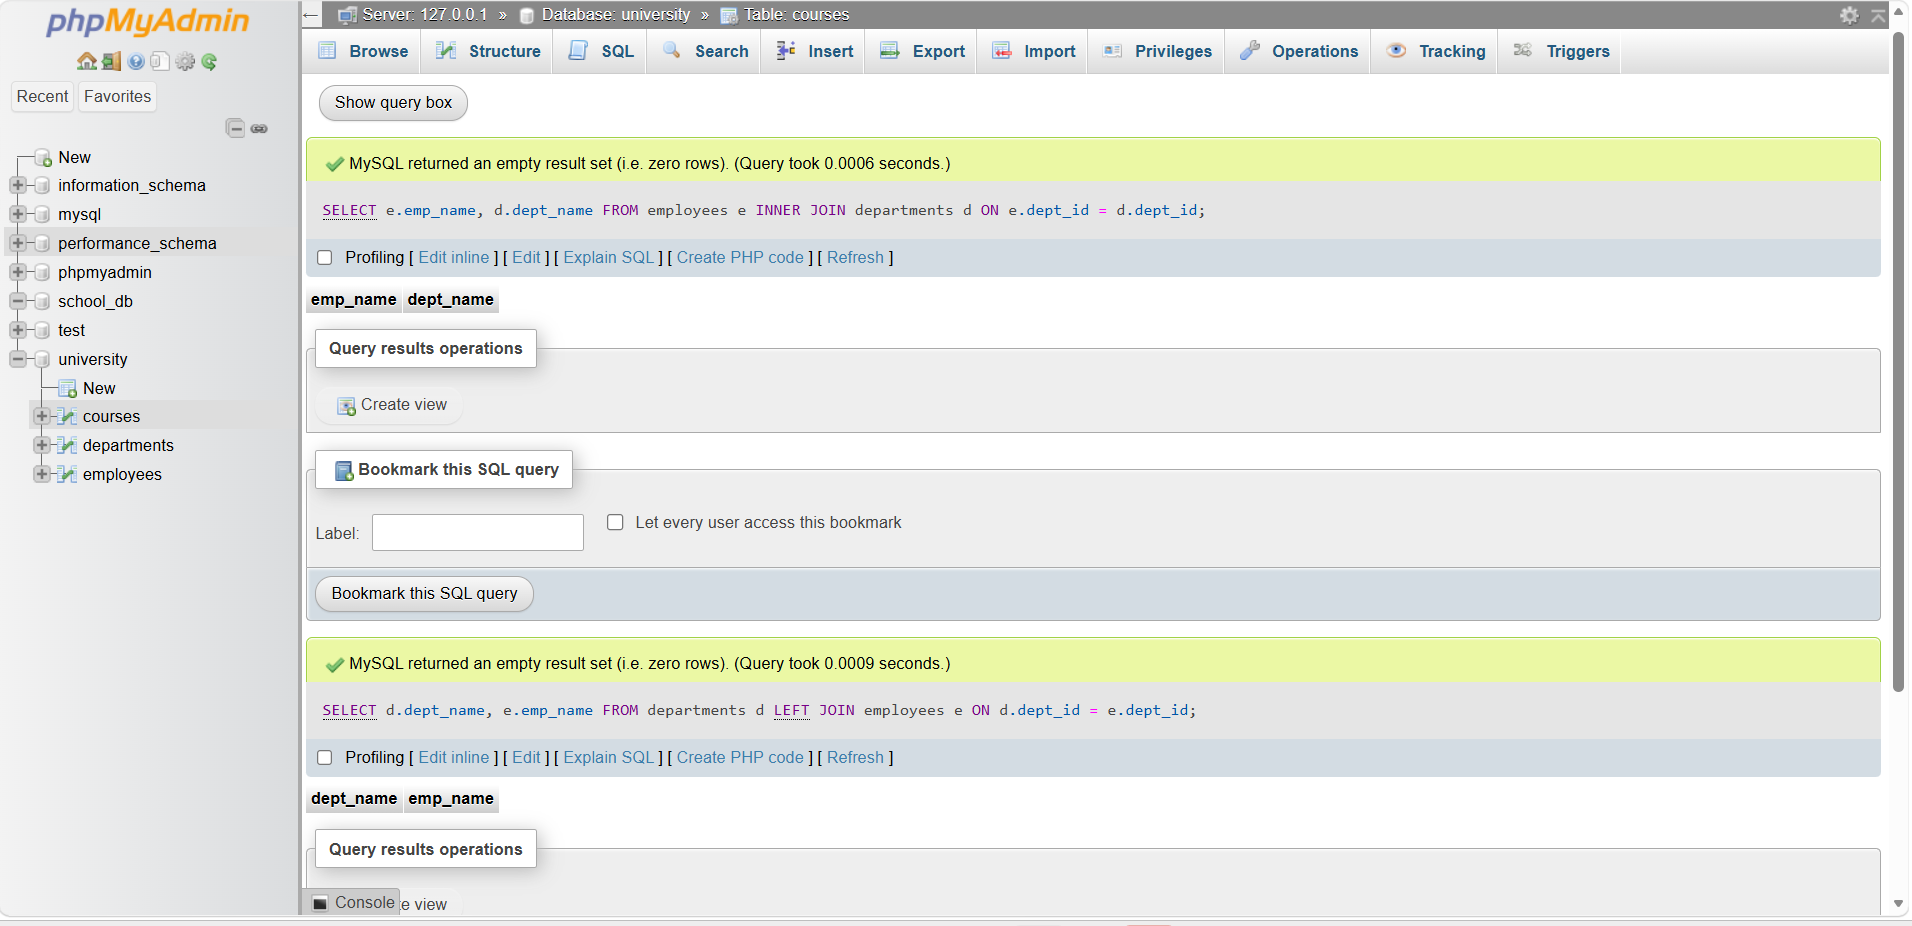 phpMyAdmin
Recent Favorites
New
information_schema
mysql
performance_schema
phpmyadmin
school_db
test
university
New
courses
departments
employees
Server: 127.0.0.1 » Database: university » Table: courses
Browse Structure SQL Search Insert Export Import Privileges Operations Tracking Triggers
Show query box
MySQL returned an empty result set (i.e. zero rows). (Query took 0.0006 seconds.)
SELECT e.emp_name, d.dept_name FROM employees e INNER JOIN departments d ON e.dept_id = d.dept_id;
Profiling [ Edit inline ] [ Edit ] [ Explain SQL ] [ Create PHP code ] [ Refresh ]
emp_name dept_name
Query results operations
Create view
Bookmark this SQL query
Label: Let every user access this bookmark
Bookmark this SQL query
MySQL returned an empty result set (i.e. zero rows). (Query took 0.0009 seconds.)
SELECT d.dept_name, e.emp_name FROM departments d LEFT JOIN employees e ON d.dept_id = e.dept_id;
Profiling [ Edit inline ] [ Edit ] [ Explain SQL ] [ Create PHP code ] [ Refresh ]
dept_name emp_name
Query results operations
Console view